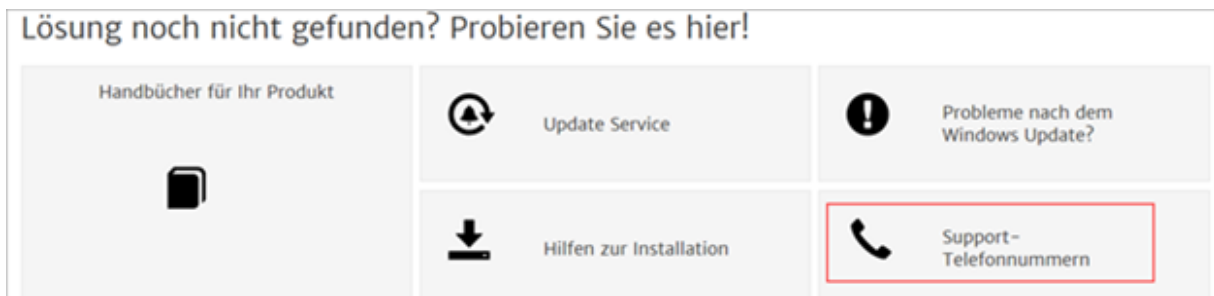 Lösung noch nicht gefunden? Probieren Sie es hier!
Handbücher für Ihr Produkt
Update Service
Probleme nach dem
Windows Update?
Hilfen zur Installation
Support-
Telefonnummern